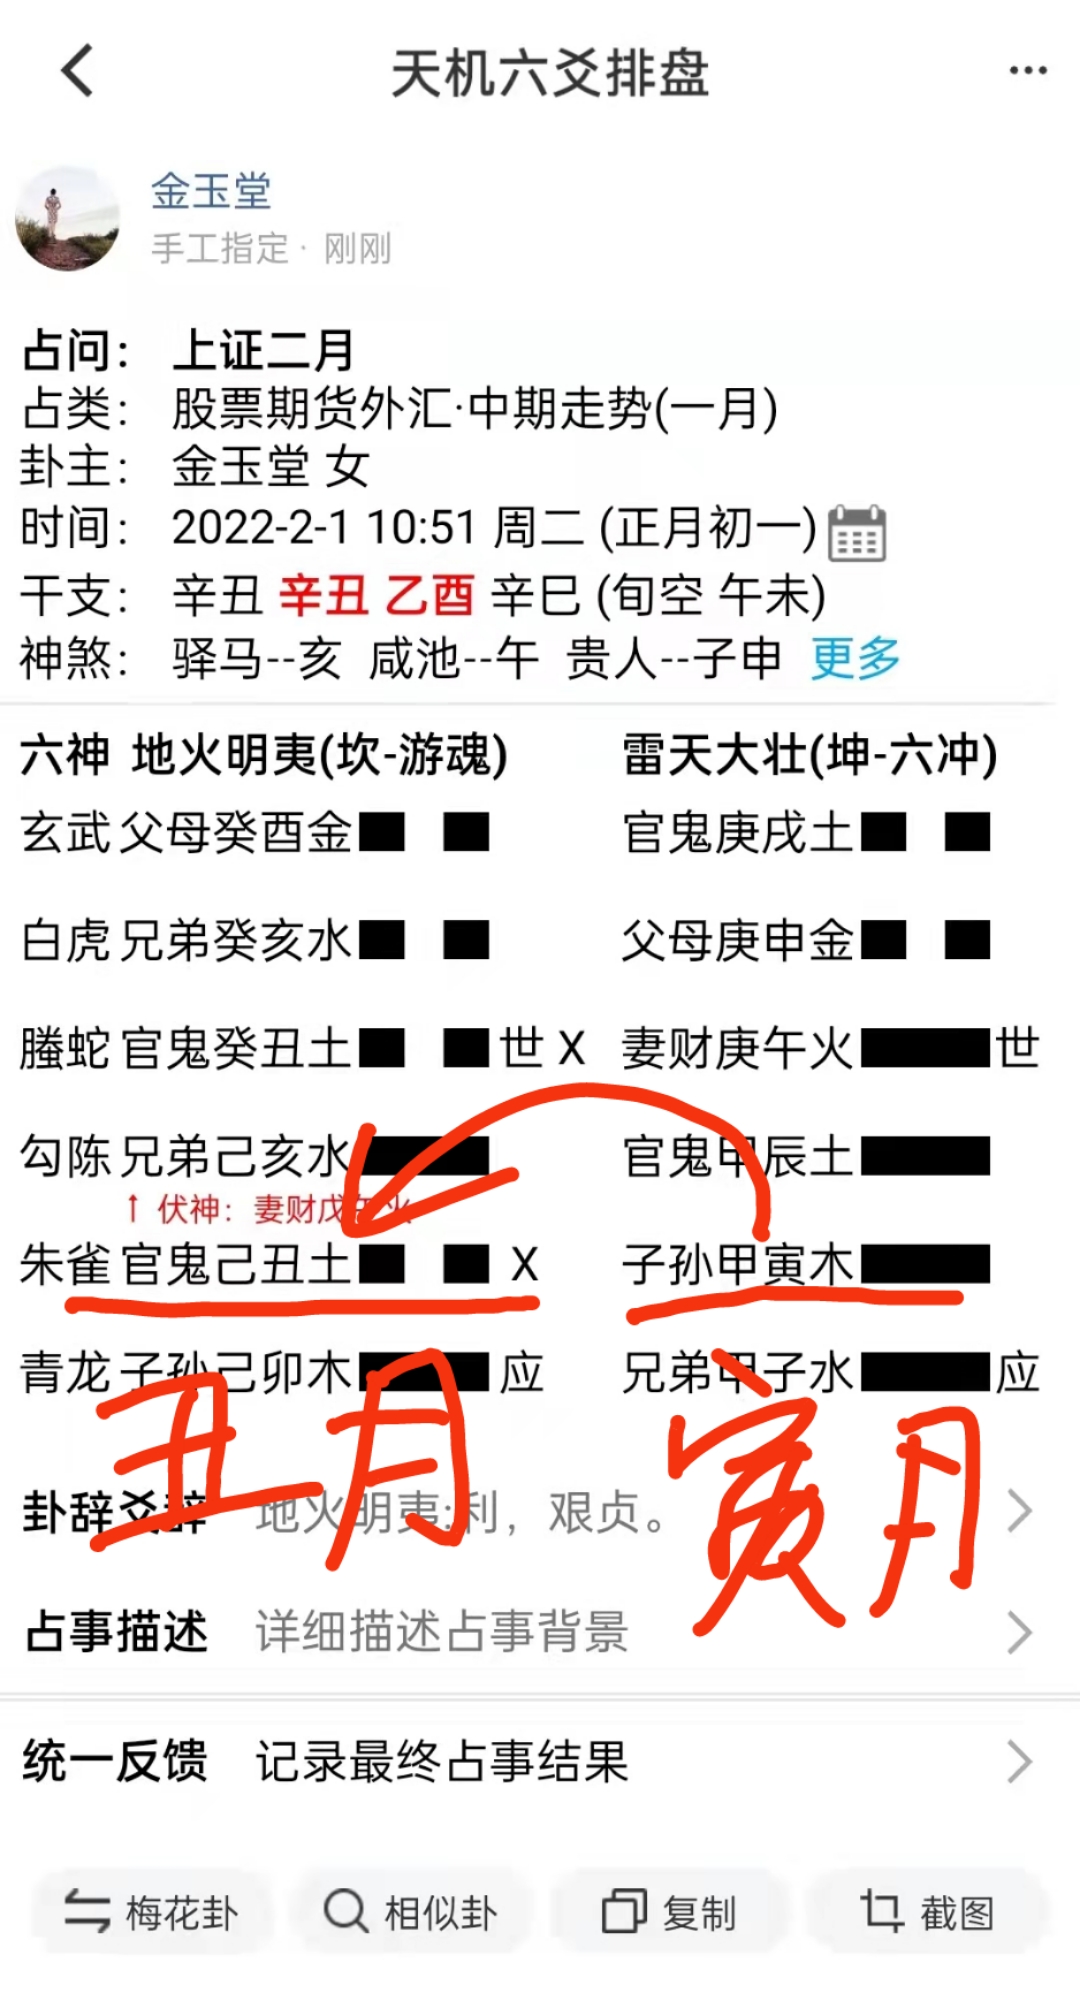 天机六爻排盘
金玉堂
手工指定· 刚刚
占问： 上证二月
占类： 股票期货外汇·中期走势(一月)
卦主： 金玉堂 女
时间： 2022-2-1 10:51 周二 (正月初一)
干支： 辛丑 辛丑 乙酉 辛巳 (旬空 午未)
神煞： 驿马--亥 咸池--午 贵人--子申 更多
六神 地火明夷(坎-游魂) 雷天大壮(坤-六冲)
玄武 父母癸酉金 官鬼庚戌土
白虎 兄弟癸亥水 父母庚申金
螣蛇 官鬼癸丑土 世 X 妻财庚午火 世
勾陈 兄弟己亥水 官鬼甲辰土
↑ 伏神：妻财戊午火
朱雀 官鬼己丑土 X 子孙甲寅木
青龙 子孙己卯木 应 兄弟甲子水 应
丑月 寅月
卦辞爻辞 地火明夷:利，艰贞。
占事描述 详细描述占事背景
统一反馈 记录最终占事结果
梅花卦 相似卦 复制 截图